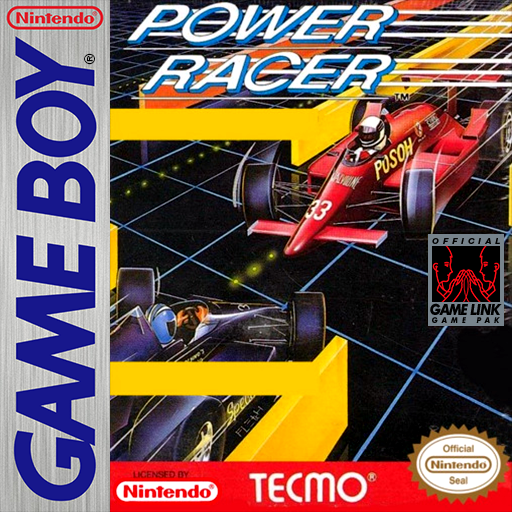 Nintendo®
GAME BOY®
POWER
RACER
TM
POSOH
33
OFFICIAL
GAME LINK
GAME PAK
Special
LICENSED BY
Nintendo®
TECMO®
Official
Nintendo
Seal